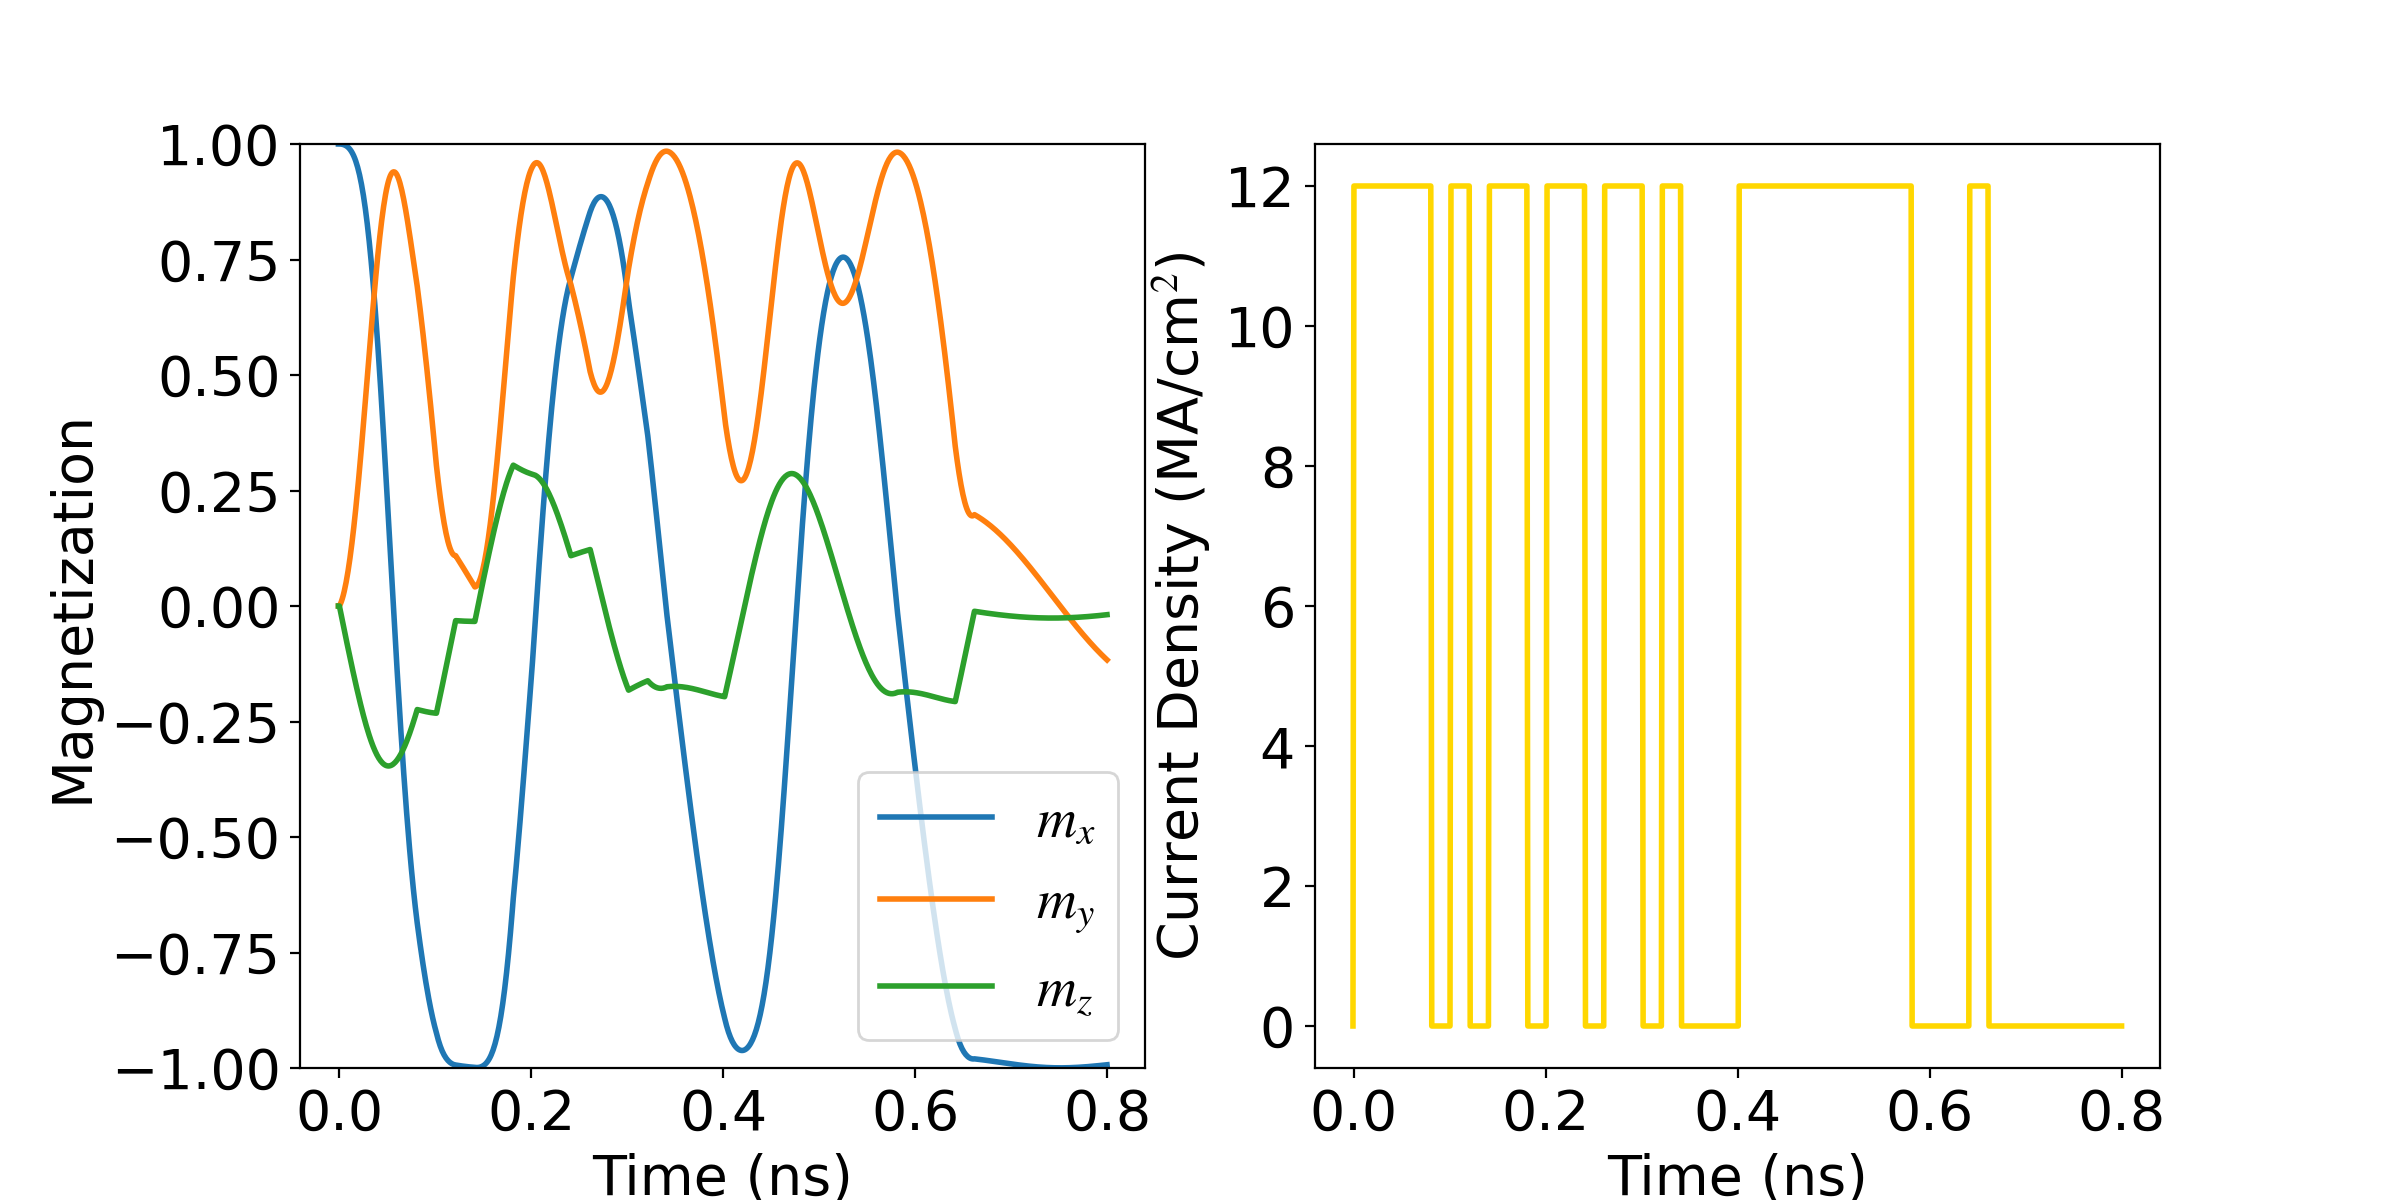 1.00
0.75
0.50
0.25
0.00
−0.25
−0.50
−0.75
−1.00
Magnetization
0.0 0.2 0.4 0.6 0.8
Time (ns)
m_x
m_y
m_z
12
10
8
6
4
2
0
Current Density (MA/cm²)
0.0 0.2 0.4 0.6 0.8
Time (ns)